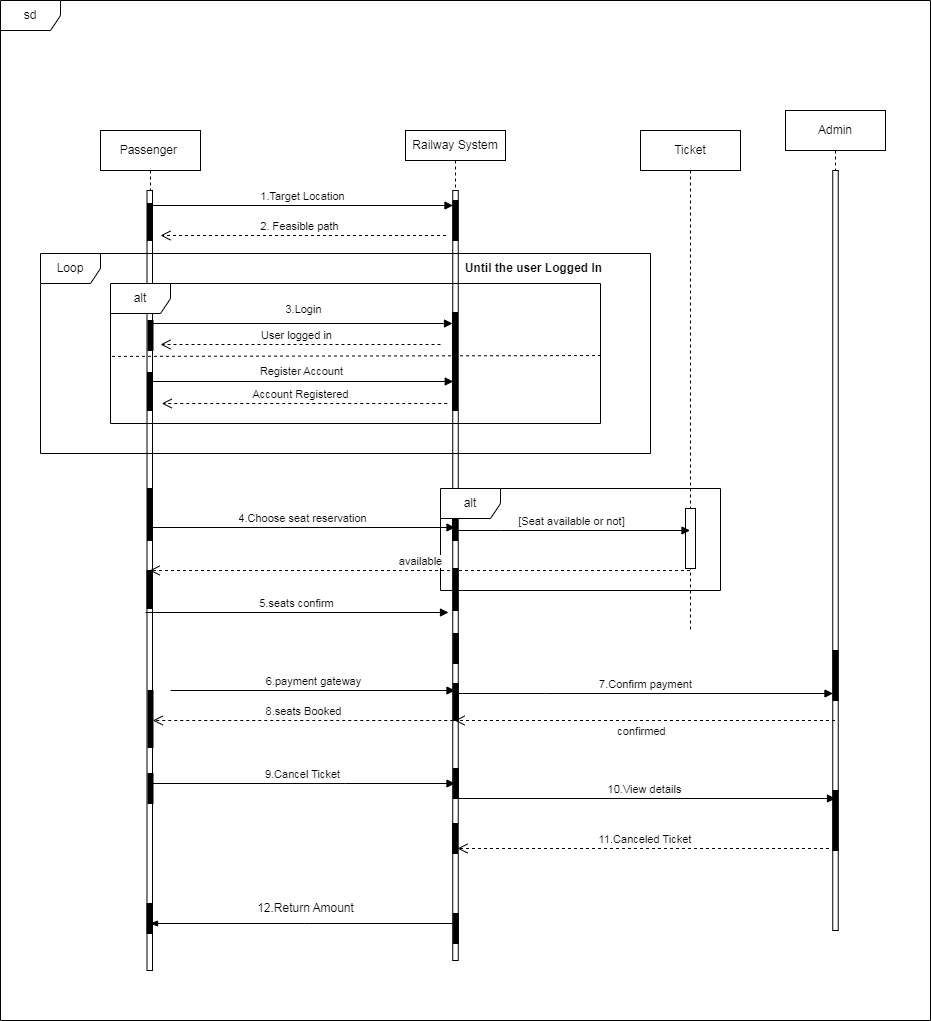 sd
Admin
Passenger
Railway System
Ticket
1.Target Location
2. Feasible path
Loop
Until the user Logged In
alt
3.Login
User logged in
Register Account
Account Registered
alt
4.Choose seat reservation
[Seat available or not]
available
5.seats confirm
6.payment gateway
7.Confirm payment
8.seats Booked
confirmed
9.Cancel Ticket
10.View details
11.Canceled Ticket
12.Return Amount